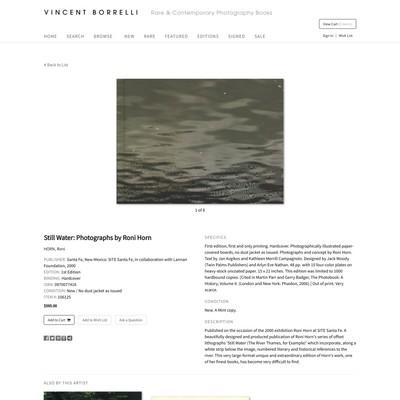 VINCENT BORRELLI Rare & Contemporary Photography Books
View Cart
HOME SEARCH BROWSE NEW RARE FEATURED EDITIONS SIGNED SALE
Sign In | Wish List
Back to List
1 of 6
Still Water: Photographs by Roni Horn
HORN, Roni
PUBLISHER: Santa Fe, New Mexico: SITE Santa Fe, in collaboration with Lannan
Foundation, 2000
EDITION: 1st Edition
BINDING: Hardcover
CONDITION: New / No dust jacket as issued
ITEM #: 106125
Add to Cart Add to Wish List Ask a Question
SPECIFICS
First edition, first and only printing. Hardcover. Photographically illustrated paper-
covered boards, no dust jacket as issued. Photographs and concept by Roni Horn.
Text by Jan Avgikos and Kathleen Merrill Campagnolo. Designed by Jack Woody
(Twin Palms Publishers) and Arlyn Eve Nathan. 48 pp. with 15 four-color plates on
heavy-stock uncoated paper. 15 x 22 inches. This edition was limited to 1000
hardbound copies. [Cited in Martin Parr and Gerry Badger, The Photobook: A
History, Volume II. (London and New York: Phaidon, 2006).] Out of print. Very
scarce.
CONDITION
New. A Mint copy.
DESCRIPTION
Published on the occasion of the 2000 exhibition Roni Horn at SITE Santa Fe. A
beautifully designed and produced publication of Roni Horn's series of offset
lithographs 'Still Water (The River Thames, for Example)' which incorporate, along a
white strip below the image, numbered literary and historical references to the
river. This very large-format unique and extraordinary edition of Horn's work, one
of her finest books, has become very difficult to find.
ALSO BY THIS ARTIST